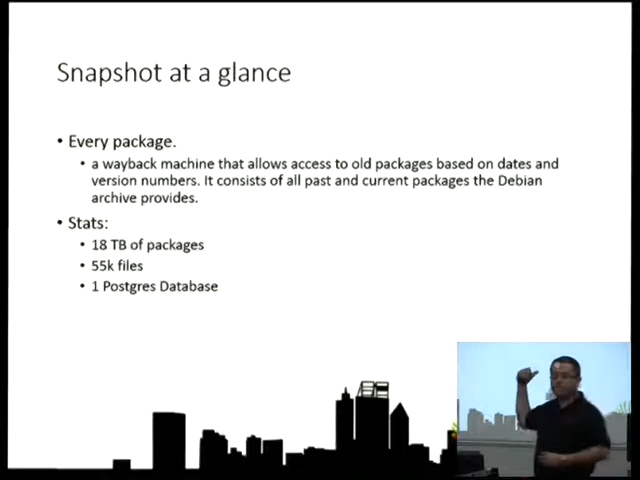 Snapshot at a glance
• Every package.
• a wayback machine that allows access to old packages based on dates and
version numbers. It consists of all past and current packages the Debian
archive provides.
• Stats:
• 18 TB of packages
• 55k files
• 1 Postgres Database